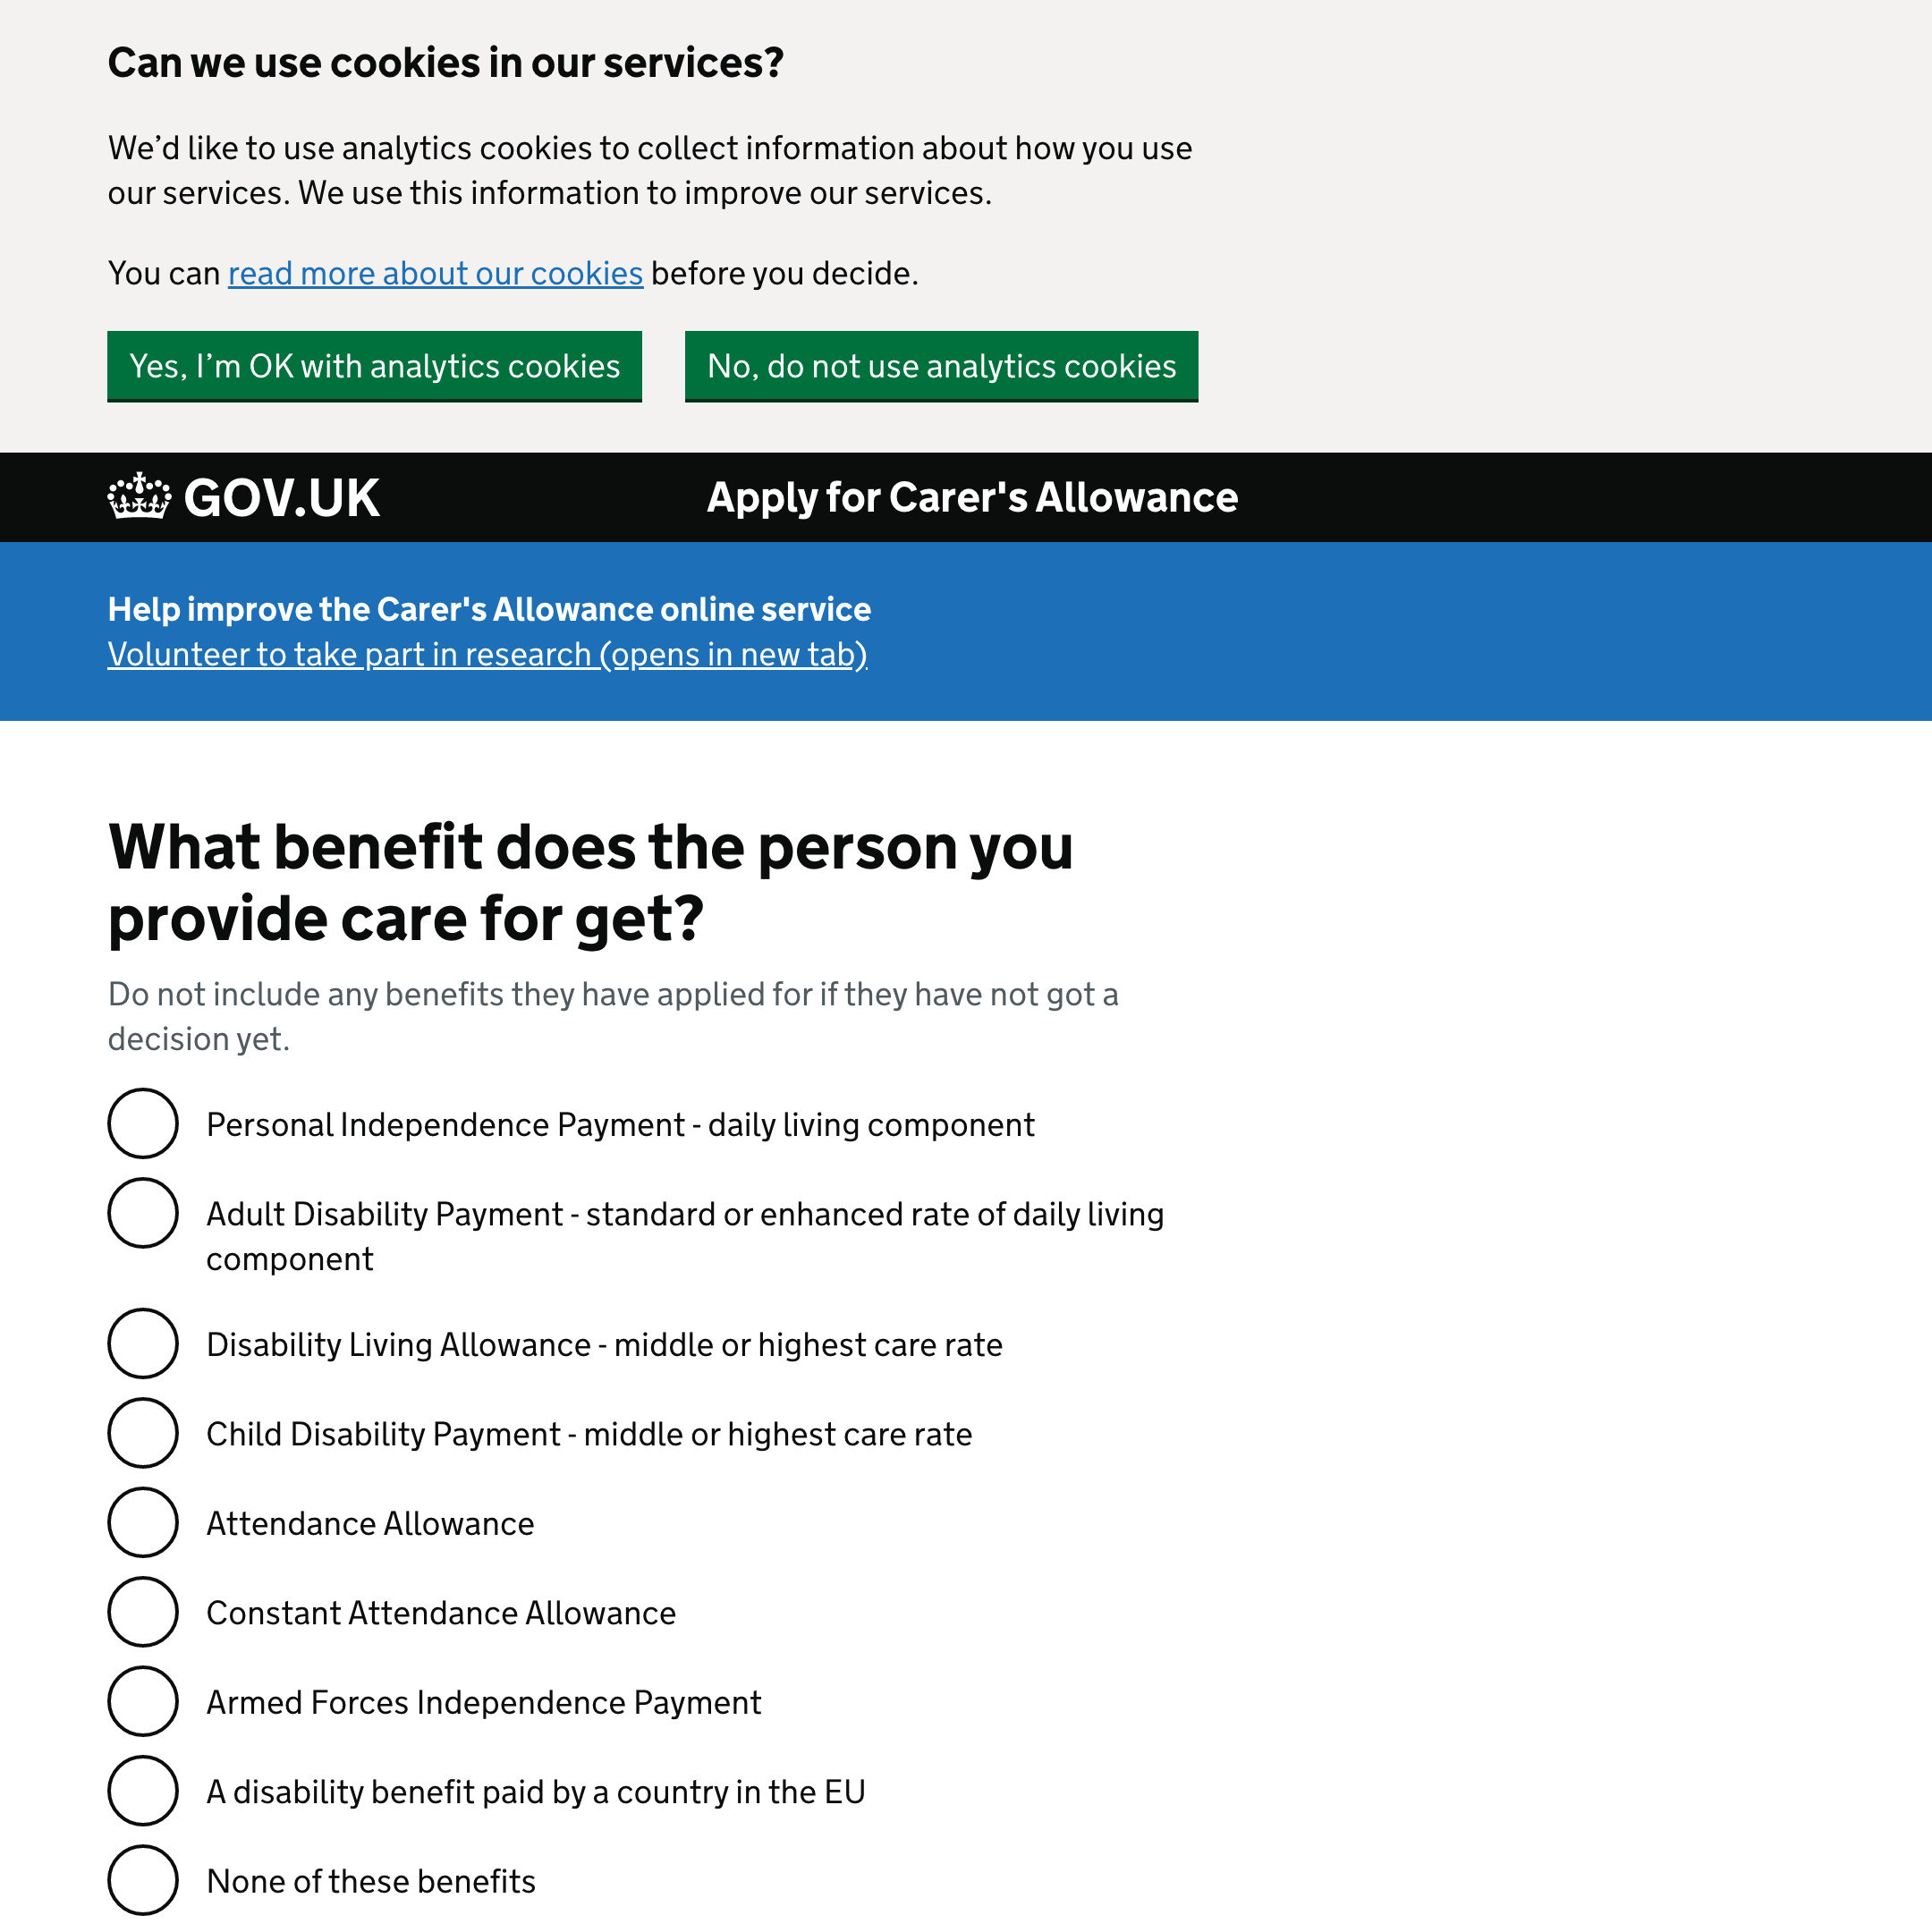 Can we use cookies in our services?
We’d like to use analytics cookies to collect information about how you use
our services. We use this information to improve our services.
You can read more about our cookies before you decide.
Yes, I’m OK with analytics cookies
No, do not use analytics cookies
GOV.UK
Apply for Carer's Allowance
Help improve the Carer's Allowance online service
Volunteer to take part in research (opens in new tab)
What benefit does the person you
provide care for get?
Do not include any benefits they have applied for if they have not got a
decision yet.
Personal Independence Payment - daily living component
Adult Disability Payment - standard or enhanced rate of daily living
component
Disability Living Allowance - middle or highest care rate
Child Disability Payment - middle or highest care rate
Attendance Allowance
Constant Attendance Allowance
Armed Forces Independence Payment
A disability benefit paid by a country in the EU
None of these benefits